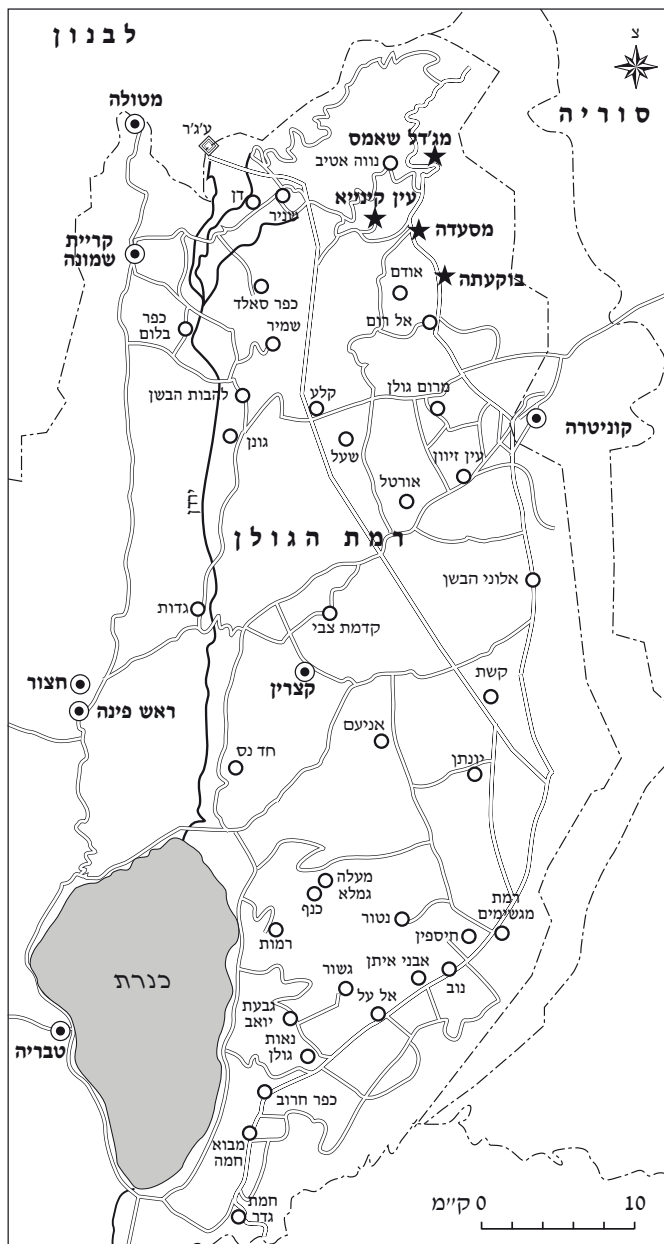 לבנון
צ
סוריה
מטולה
ע'ג'ר
מג'דל שאמס
נווה אטיב
דן
שניר
עין קינייא
מסעדה
קריית
שמונה
בוקעתה
אודם
כפר סאלד
כפר
בלום
שמיר
אל רום
להבות הבשן
קלע
מרום גולן
קוניטרה
גונן
שעל
עין זיוון
אורטל
ירדן
רמת הגולן
אלוני הבשן
גדות
קדמת צבי
חצור
קצרין
קשת
ראש פינה
אניעם
חד נס
יונתן
מעלה
גמלא
כנף
רמת
מגשימים
נטור
רמות
חיספין
כנרת
אבני איתן
נוב
גשור
אל על
גבעת
יואב
טבריה
נאות
גולן
כפר חרוב
מבוא
חמה
חמת
גדר
10 0 ק"מ